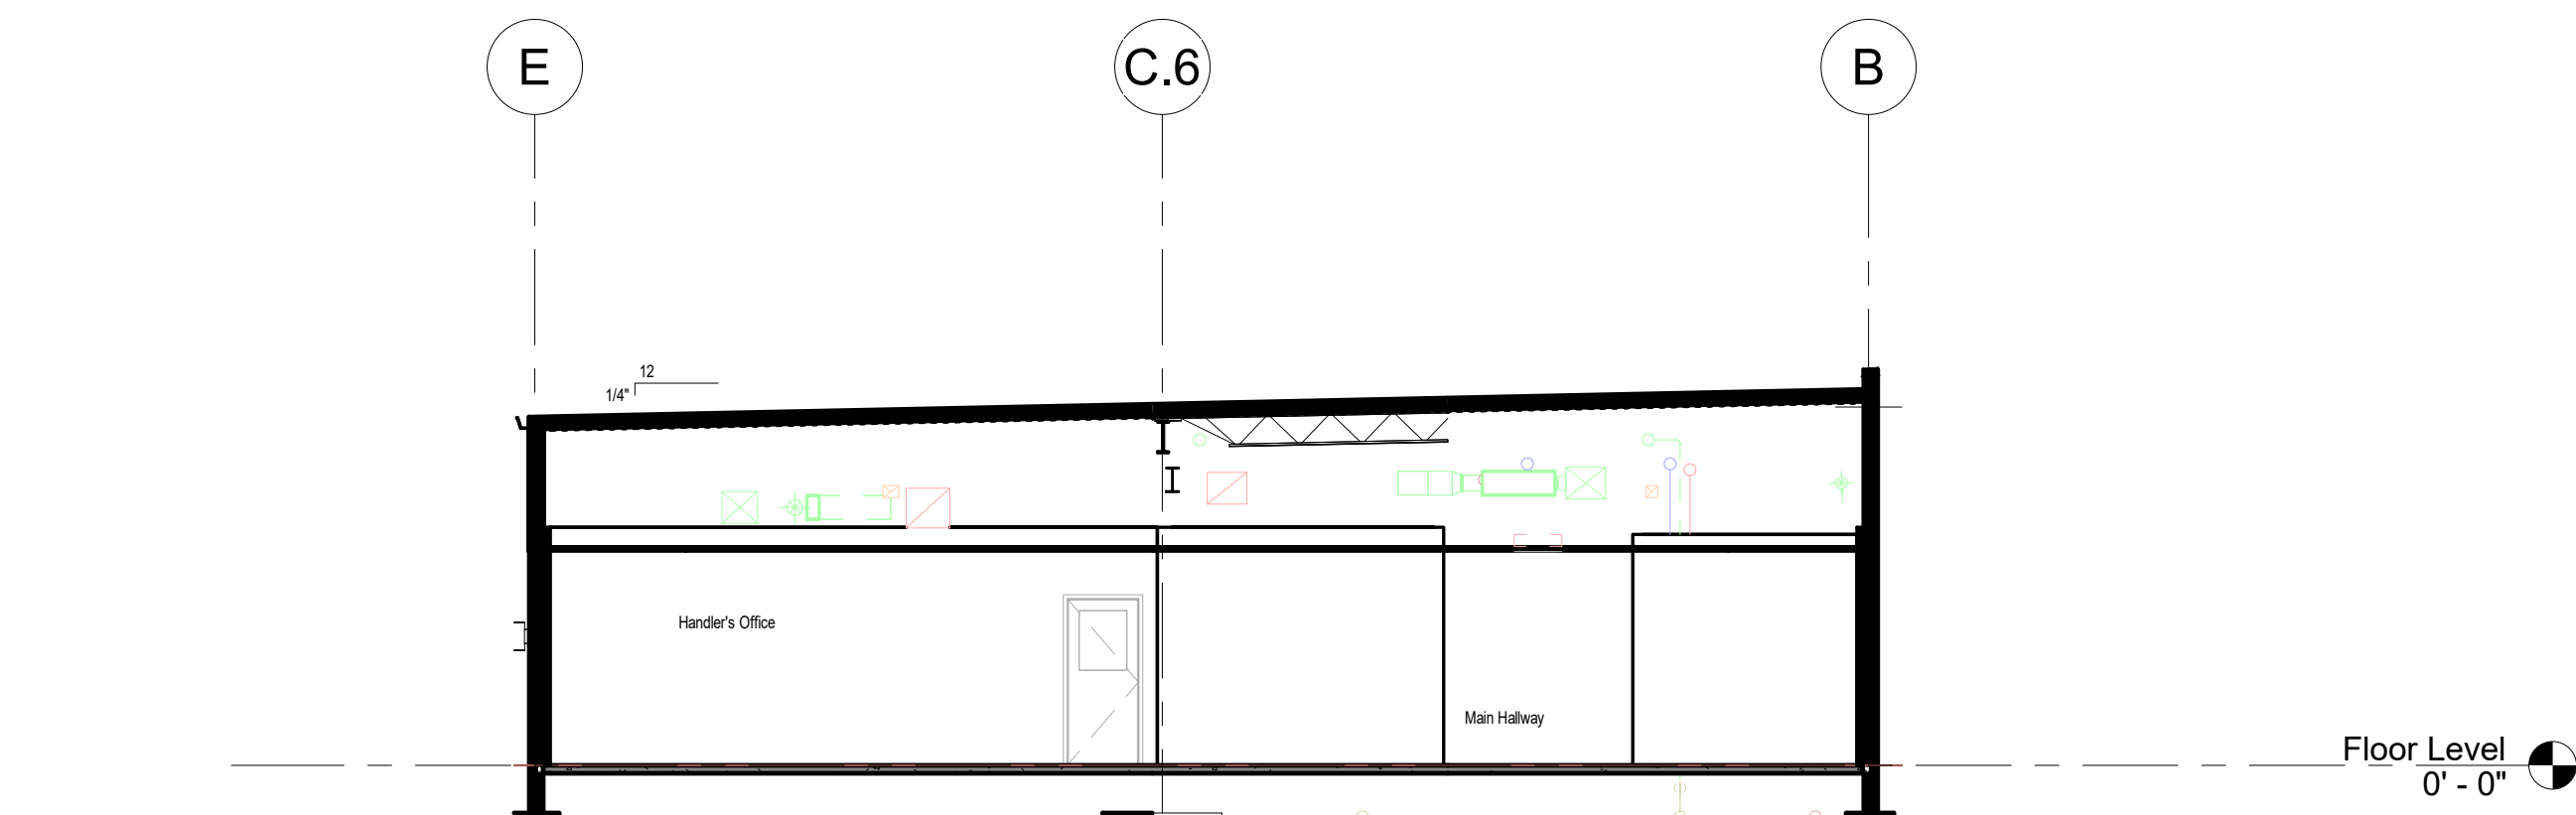 E
C.6
B
12
1/4"
Handler's Office
Main Hallway
Floor Level
0' - 0"